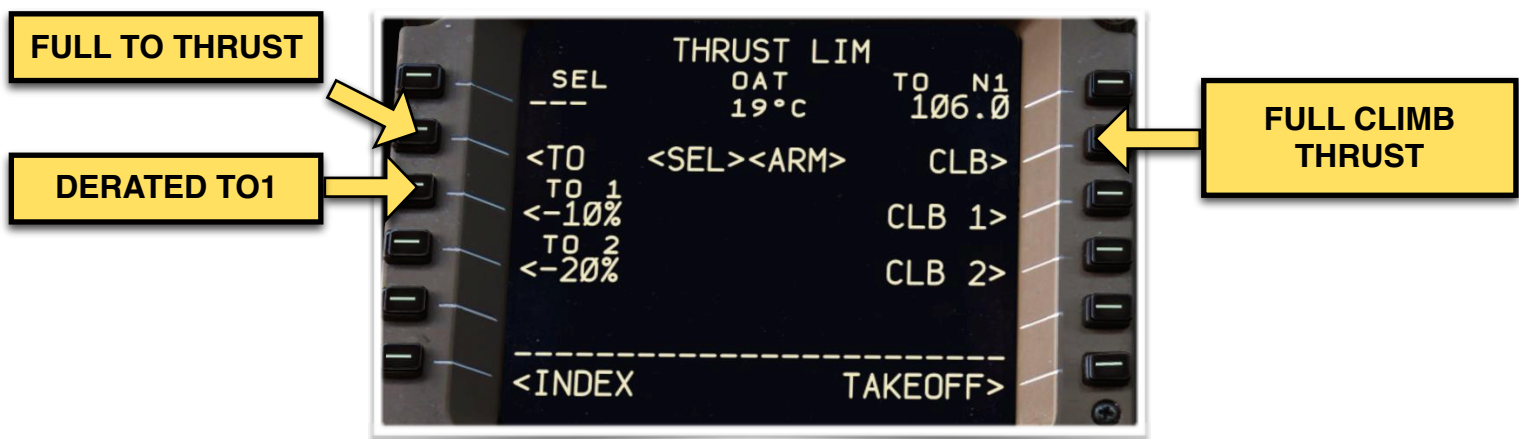 FULL TO THRUST
DERATED TO1
THRUST LIM
SEL OAT TO N1
--- 19°C 106.0
<TO <SEL><ARM> CLB>
TO 1
<-10% CLB 1>
TO 2
<-20% CLB 2>
------------------------------
<INDEX TAKEOFF>
FULL CLIMB
THRUST